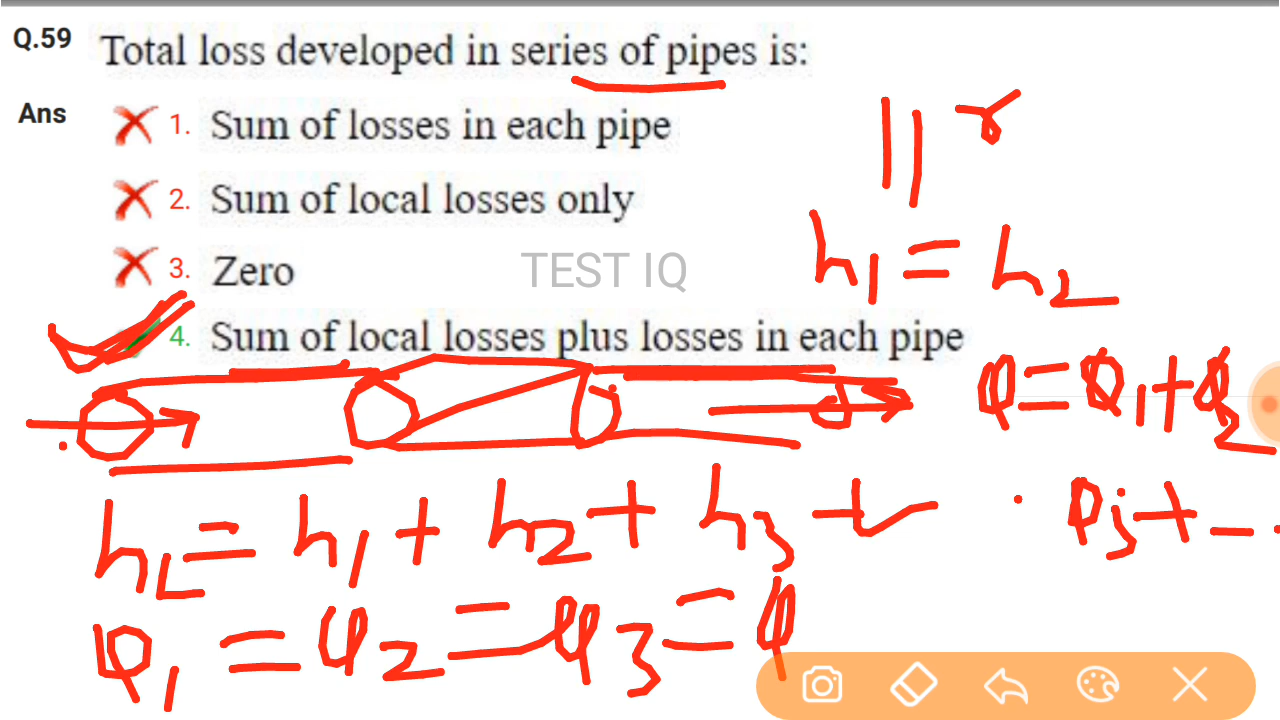 Q.59 Total loss developed in series of pipes is:
Ans
1. Sum of losses in each pipe
2. Sum of local losses only
3. Zero
TEST IQ
4. Sum of local losses plus losses in each pipe
||
h1 = h2
Q = Q1 + Q2
hL = h1 + h2 + h3 +
Q3 + - .
Q1 = Q2 = Q3 = Q